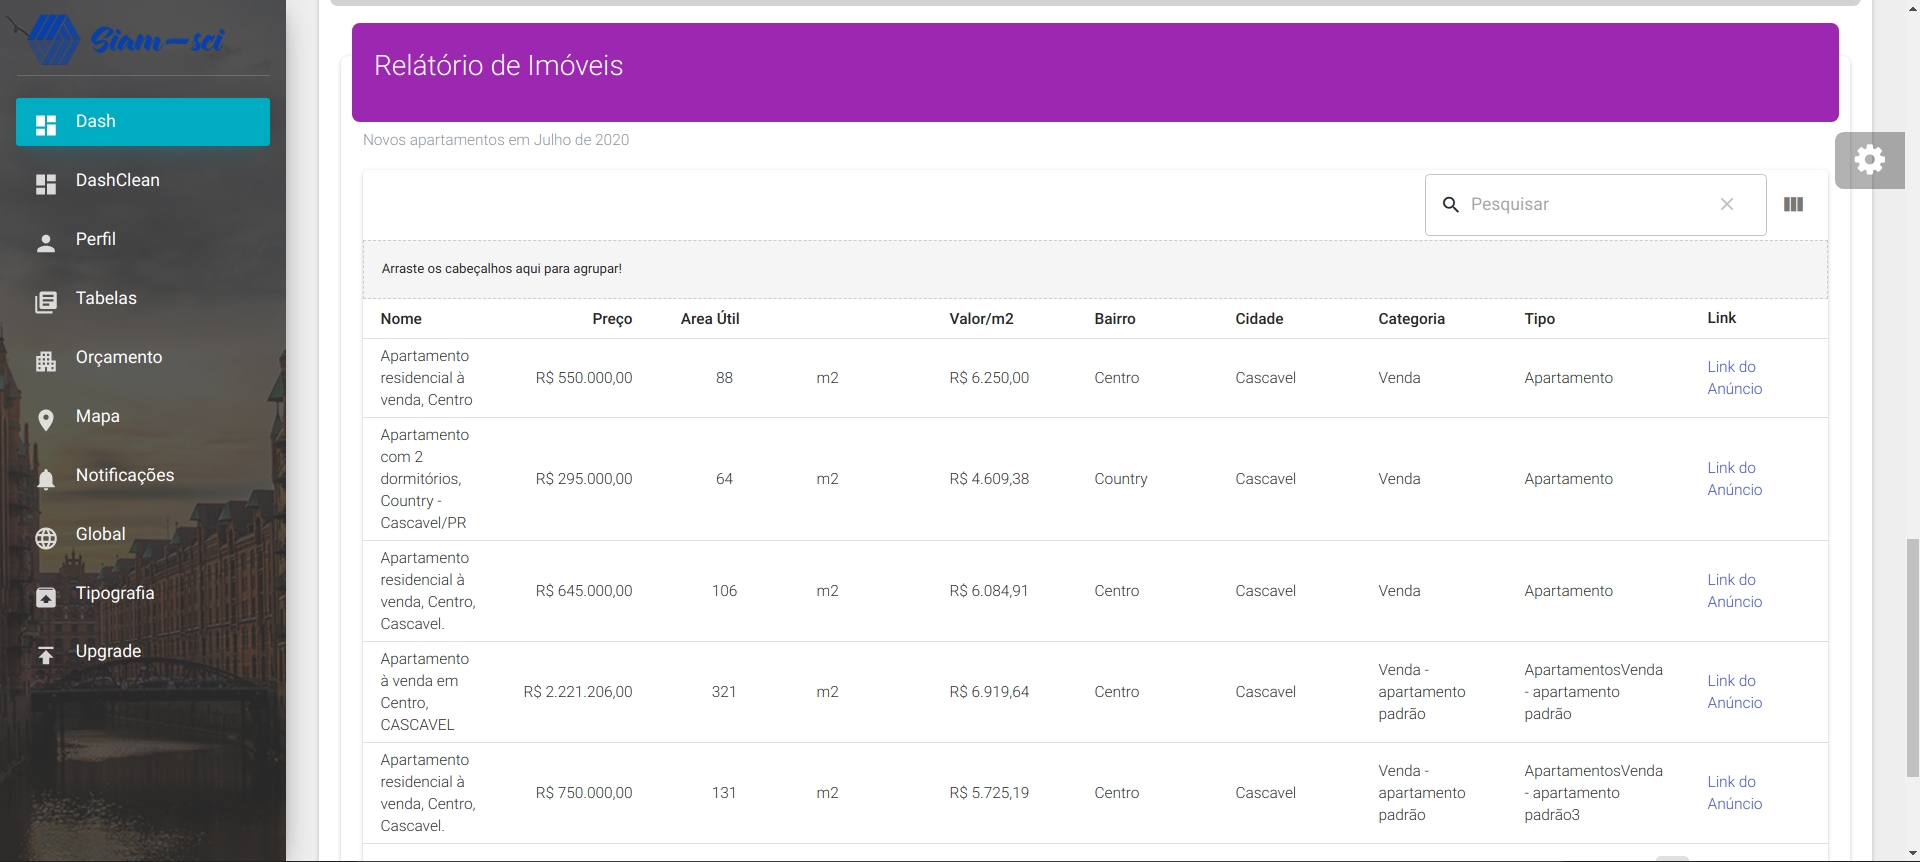 Siam-sci
Dash
DashClean
Perfil
Tabelas
Orçamento
Mapa
Notificações
Global
Tipografia
Upgrade
Relátório de Imóveis
Novos apartamentos em Julho de 2020
Pesquisar
Arraste os cabeçalhos aqui para agrupar!
Nome Preço Area Útil Valor/m2 Bairro Cidade Categoria Tipo Link
Apartamento
residencial à
venda, Centro
R$ 550.000,00 88 m2 R$ 6.250,00 Centro Cascavel Venda Apartamento
Link do
Anúncio
Apartamento
com 2
dormitórios,
Country -
Cascavel/PR
R$ 295.000,00 64 m2 R$ 4.609,38 Country Cascavel Venda Apartamento
Link do
Anúncio
Apartamento
residencial à
venda, Centro,
Cascavel.
R$ 645.000,00 106 m2 R$ 6.084,91 Centro Cascavel Venda Apartamento
Link do
Anúncio
Apartamento
à venda em
Centro,
CASCAVEL
R$ 2.221.206,00 321 m2 R$ 6.919,64 Centro Cascavel
Venda -
apartamento
padrão
ApartamentosVenda
- apartamento
padrão
Link do
Anúncio
Apartamento
residencial à
venda, Centro,
Cascavel.
R$ 750.000,00 131 m2 R$ 5.725,19 Centro Cascavel
Venda -
apartamento
padrão
ApartamentosVenda
- apartamento
padrão3
Link do
Anúncio